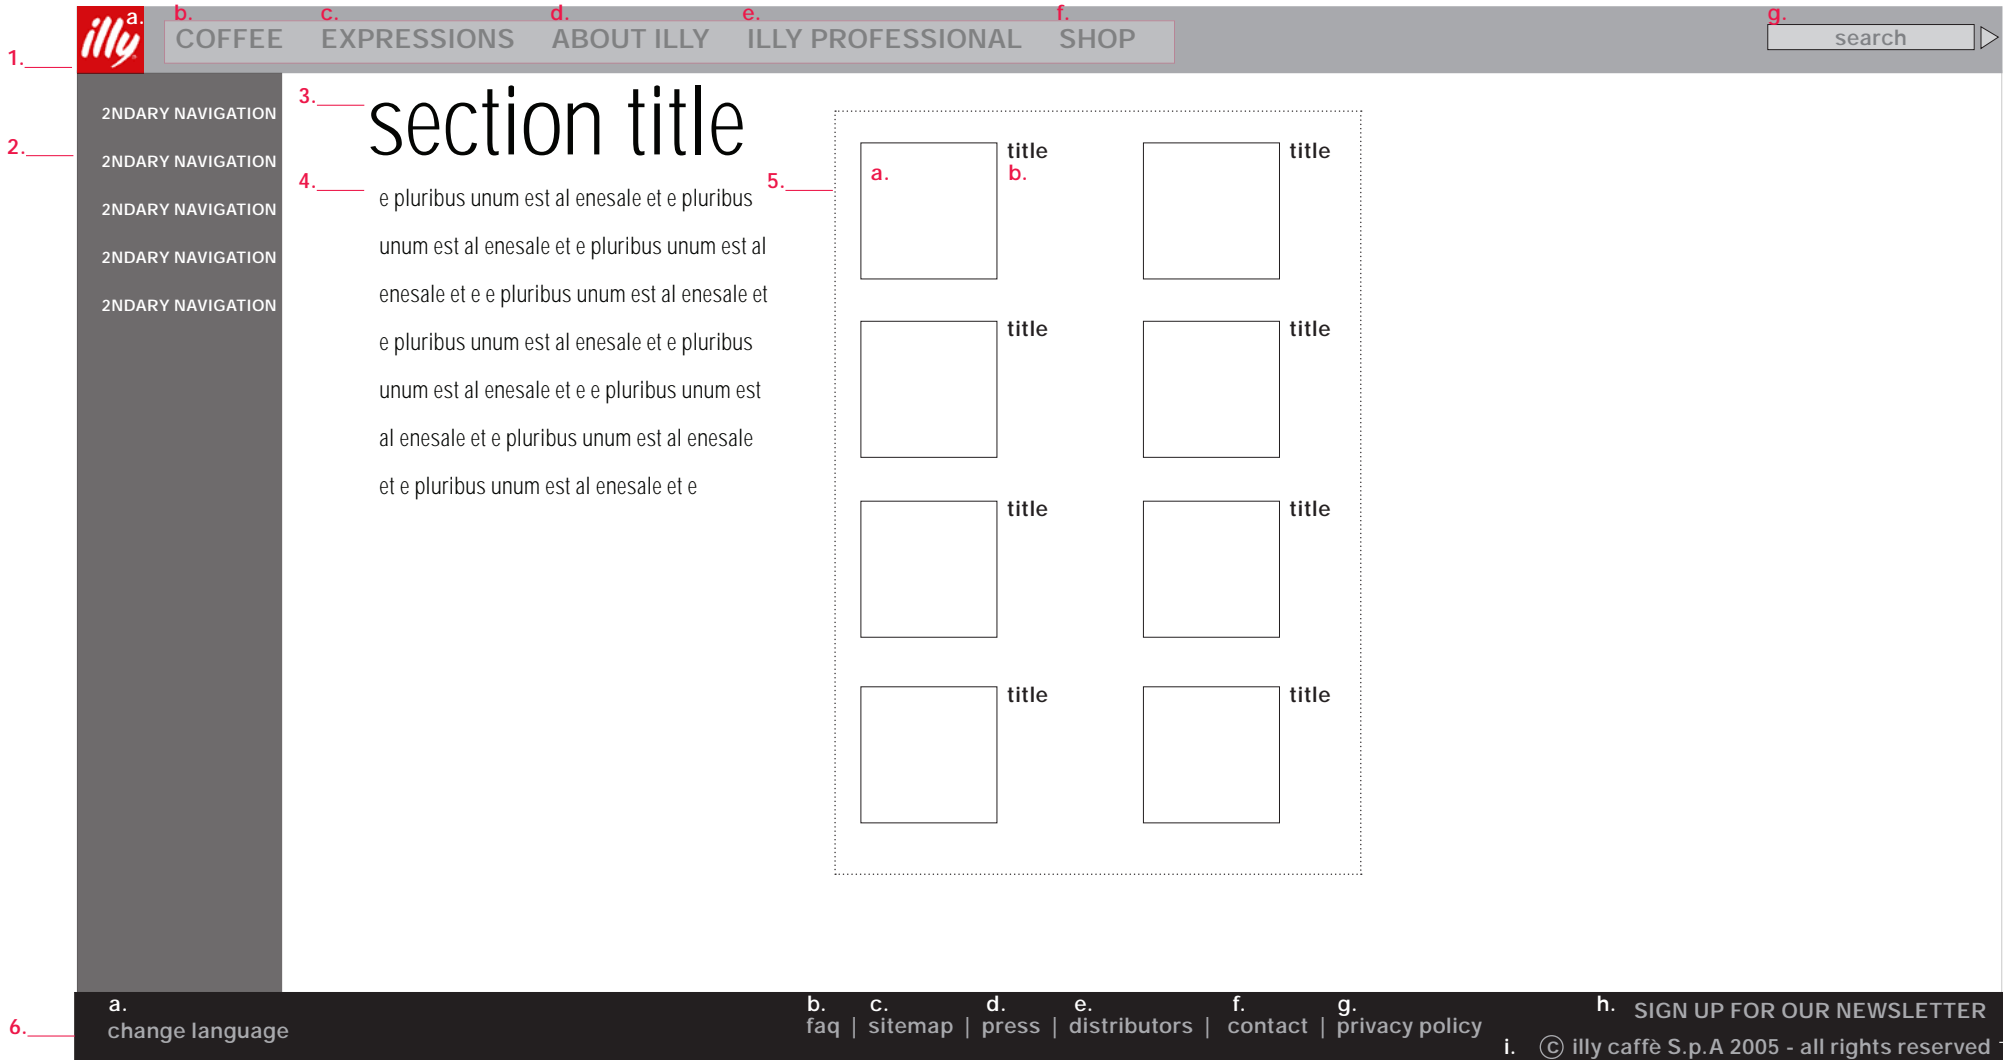 a. b. c. d. e. f. g.
illy COFFEE EXPRESSIONS ABOUT ILLY ILLY PROFESSIONAL SHOP search
1.
2NDARY NAVIGATION
2.
2NDARY NAVIGATION
2NDARY NAVIGATION
2NDARY NAVIGATION
2NDARY NAVIGATION
3. section title
4.
e pluribus unum est al enesale et e pluribus
unum est al enesale et e pluribus unum est al
enesale et e e pluribus unum est al enesale et
e pluribus unum est al enesale et e pluribus
unum est al enesale et e e pluribus unum est
al enesale et e pluribus unum est al enesale
et e pluribus unum est al enesale et e
5.
title title
a. b.
title title
title title
title title
6.
a. b. c. d. e. f. g.
change language faq | sitemap | press | distributors | contact | privacy policy
h. SIGN UP FOR OUR NEWSLETTER
i. © illy caffè S.p.A 2005 - all rights reserved